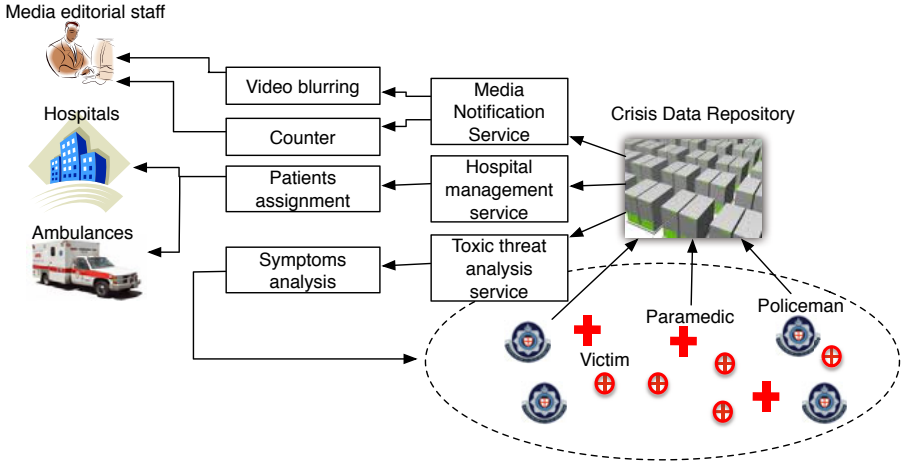 Media editorial staff
Video blurring
Media
Notification
Service
Counter
Hospitals
Crisis Data Repository
Patients
assignment
Hospital
management
service
Ambulances
Symptoms
analysis
Toxic threat
analysis
service
Policeman
Paramedic
Victim